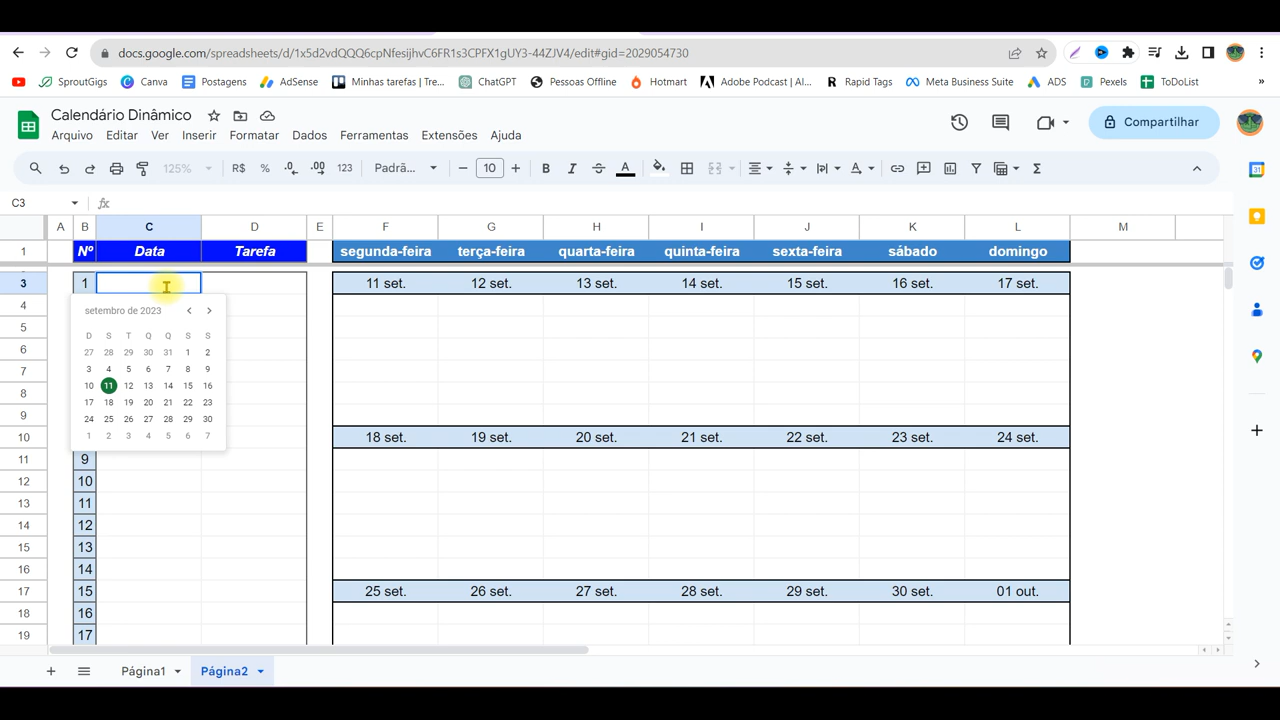 docs.google.com/spreadsheets/d/1x5d2vdQQQ6cpNfesijhvC6FR1s3CPFX1gUY3-44ZJV4/edit#gid=2029054730
SproutGigs Canva Postagens AdSense Minhas tarefas | Tre... ChatGPT Pessoas Offline Hotmart Adobe Podcast | Al... Rapid Tags Meta Business Suite ADS Pexels ToDoList »
Calendário Dinâmico
Arquivo Editar Ver Inserir Formatar Dados Ferramentas Extensões Ajuda
Compartilhar
125% R$ % .0 .00 123 Padrã... 10 B I S A
C3 fx
A B C D E F G H I J K L M
1 Nº Data Tarefa segunda-feira terça-feira quarta-feira quinta-feira sexta-feira sábado domingo
3 1 11 set. 12 set. 13 set. 14 set. 15 set. 16 set. 17 set.
4
setembro de 2023
5
D S T Q Q S S
6
27 28 29 30 31 1 2
7
3 4 5 6 7 8 9
8
10 11 12 13 14 15 16
9
17 18 19 20 21 22 23
24 25 26 27 28 29 30
1 2 3 4 5 6 7
10 18 set. 19 set. 20 set. 21 set. 22 set. 23 set. 24 set.
11 9
12 10
13 11
14 12
15 13
16 14
17 15 25 set. 26 set. 27 set. 28 set. 29 set. 30 set. 01 out.
18 16
19 17
Página1 Página2